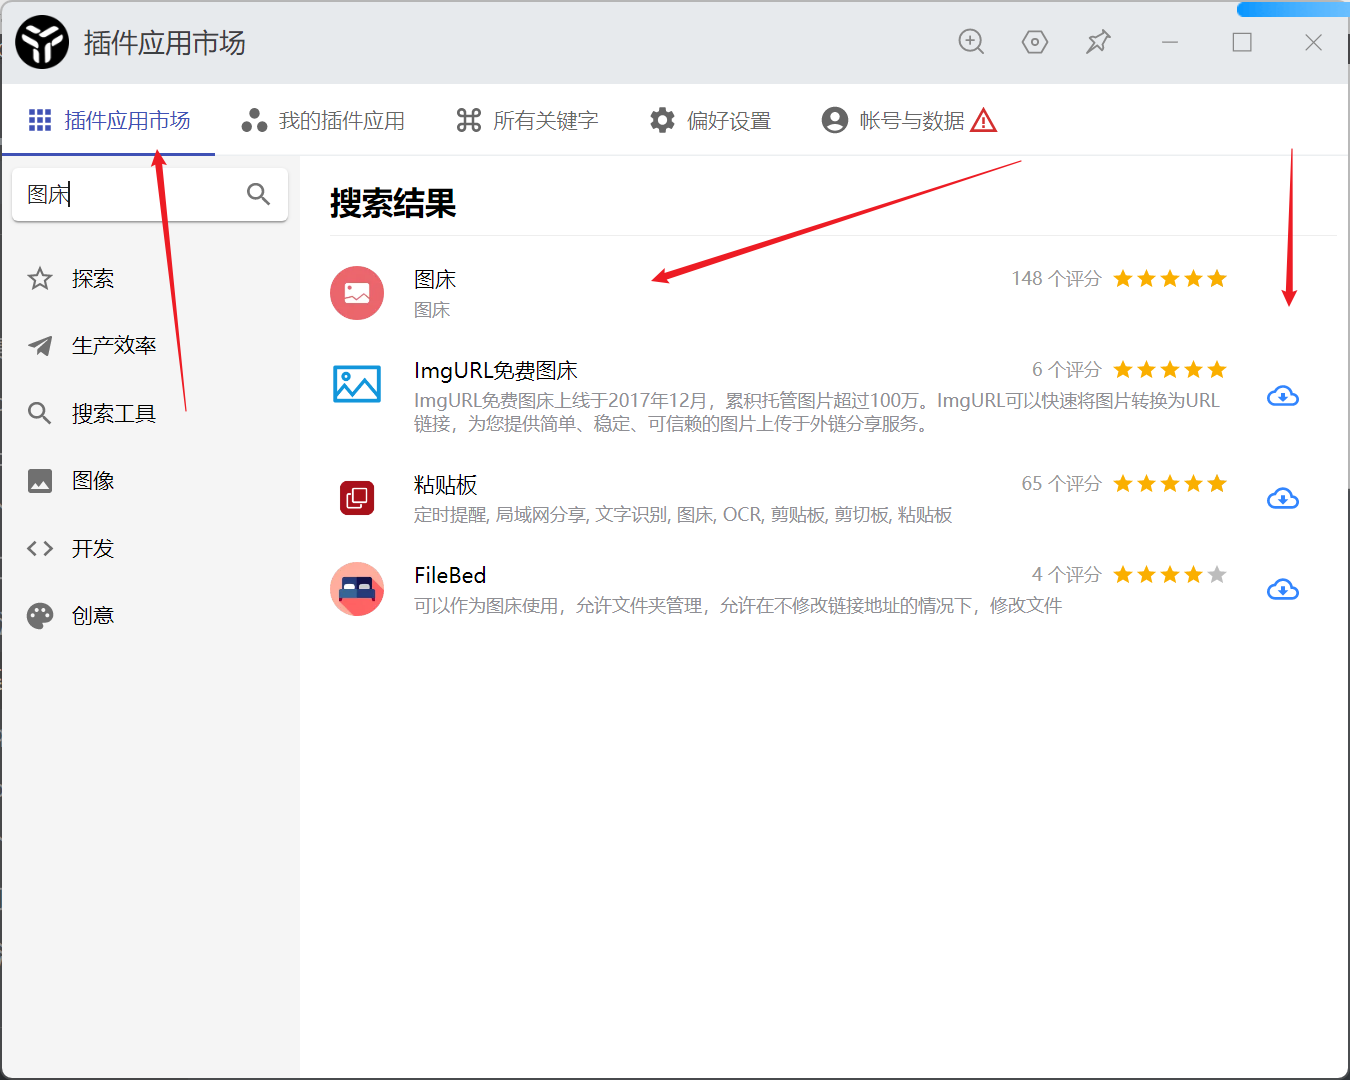 插件应用市场
插件应用市场
我的插件应用
所有关键字
偏好设置
帐号与数据
图床
探索
生产效率
搜索工具
图像
开发
创意
搜索结果
图床
148 个评分
图床
ImgURL免费图床
6 个评分
ImgURL免费图床上线于2017年12月，累积托管图片超过100万。ImgURL可以快速将图片转换为URL
链接，为您提供简单、稳定、可信赖的图片上传于外链分享服务。
粘贴板
65 个评分
定时提醒, 局域网分享, 文字识别, 图床, OCR, 剪贴板, 剪切板, 粘贴板
FileBed
4 个评分
可以作为图床使用，允许文件夹管理，允许在不修改链接地址的情况下，修改文件